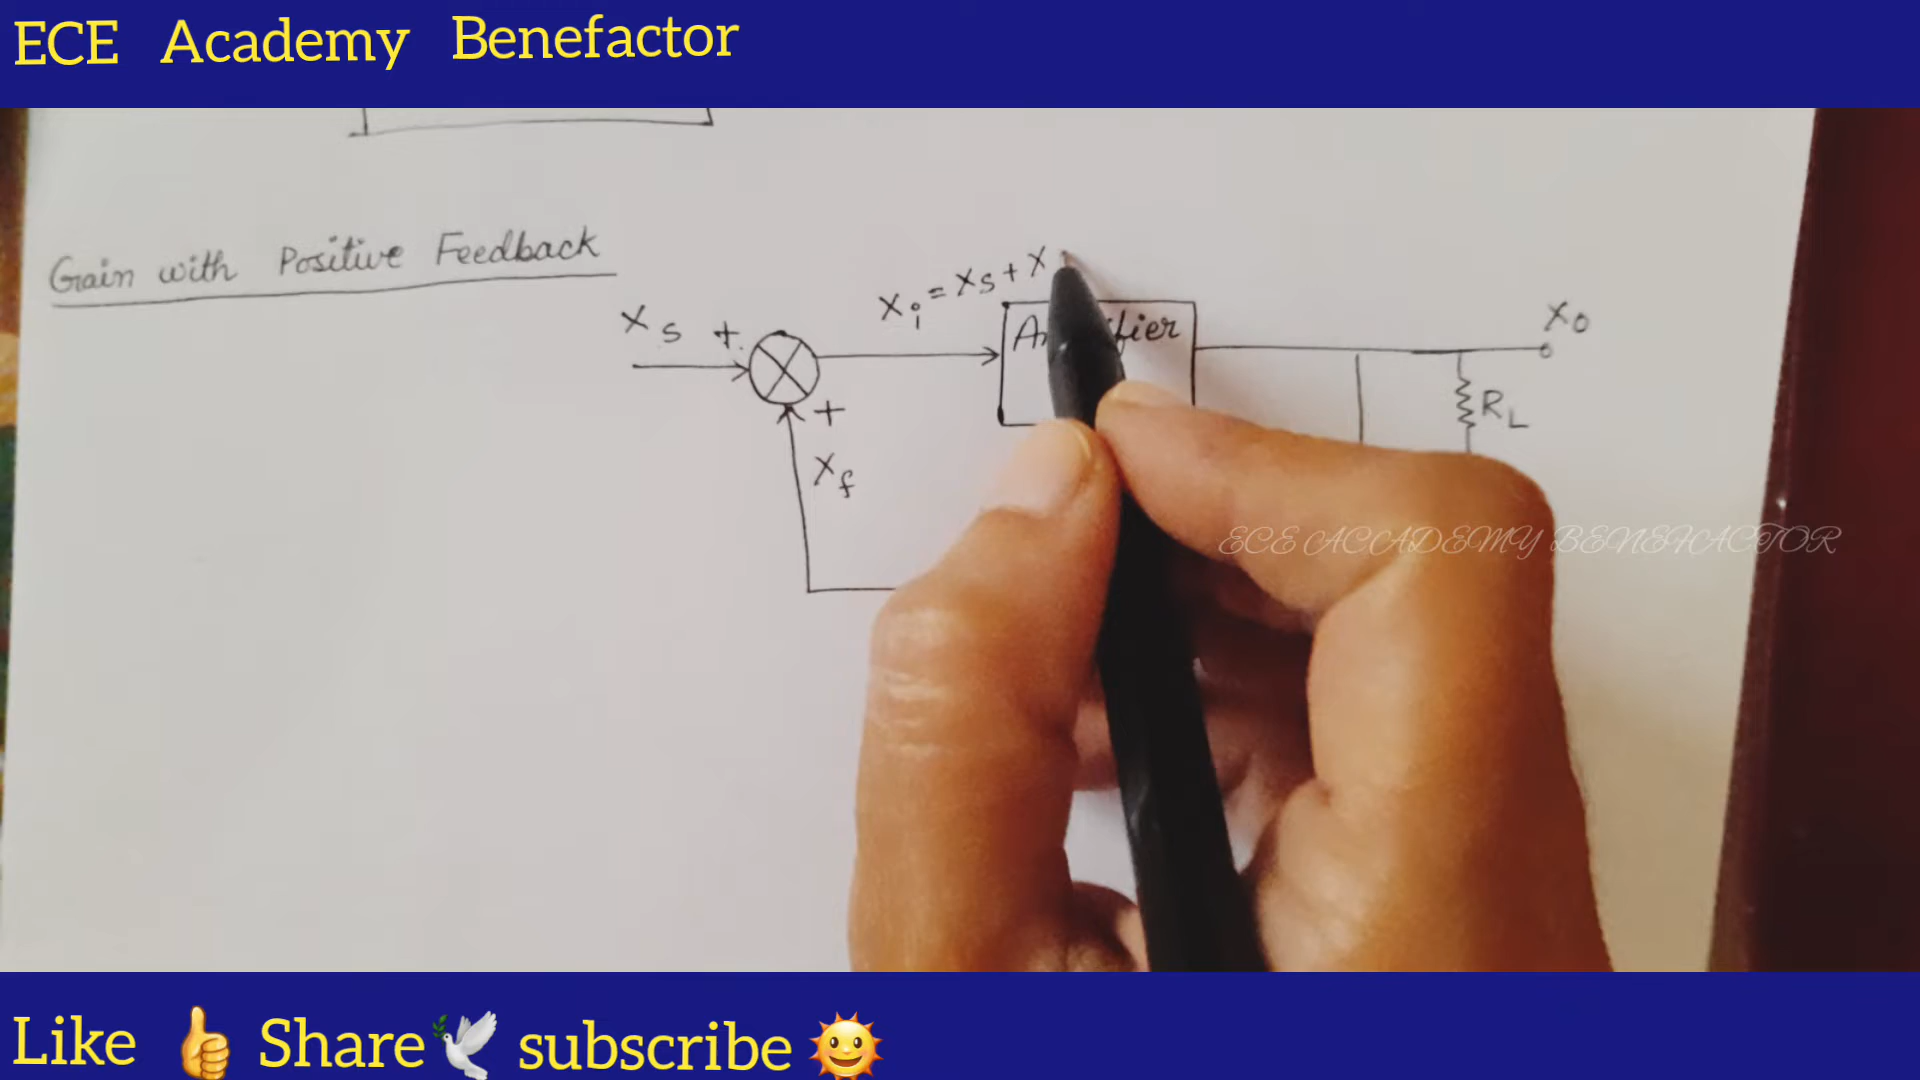 ECE Academy Benefactor
Gain with Positive Feedback
Xi = Xs + X
Xs +
+
Xf
Xo
RL
ECE ACCADEMY BENEFACTOR
Like 👍 Share🕊 subscribe 🌞